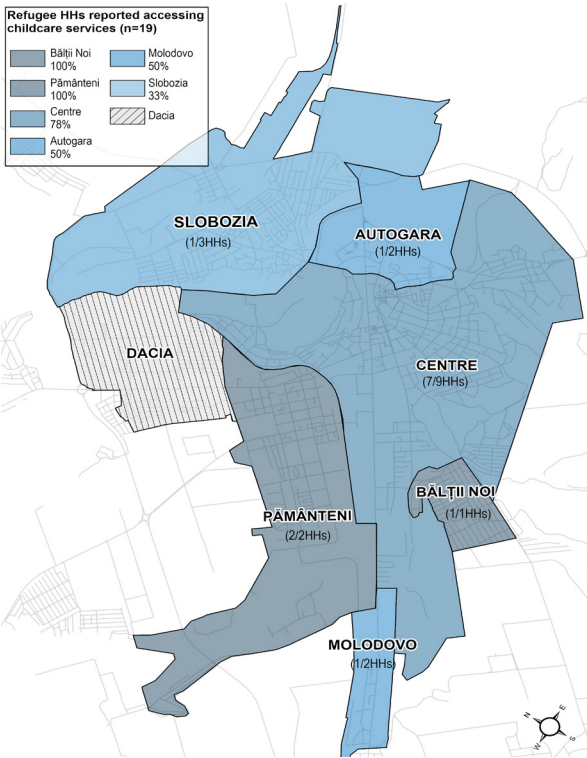 Refugee HHs reported accessing
childcare services (n=19)
Bălții Noi
100%
Pământeni
100%
Centre
78%
Autogara
50%
Molodovo
50%
Slobozia
33%
Dacia
SLOBOZIA
(1/3HHs)
AUTOGARA
(1/2HHs)
DACIA
CENTRE
(7/9HHs)
BĂLȚII NOI
(1/1HHs)
PĂMÂNTENI
(2/2HHs)
MOLODOVO
(1/2HHs)
N
E
W
S